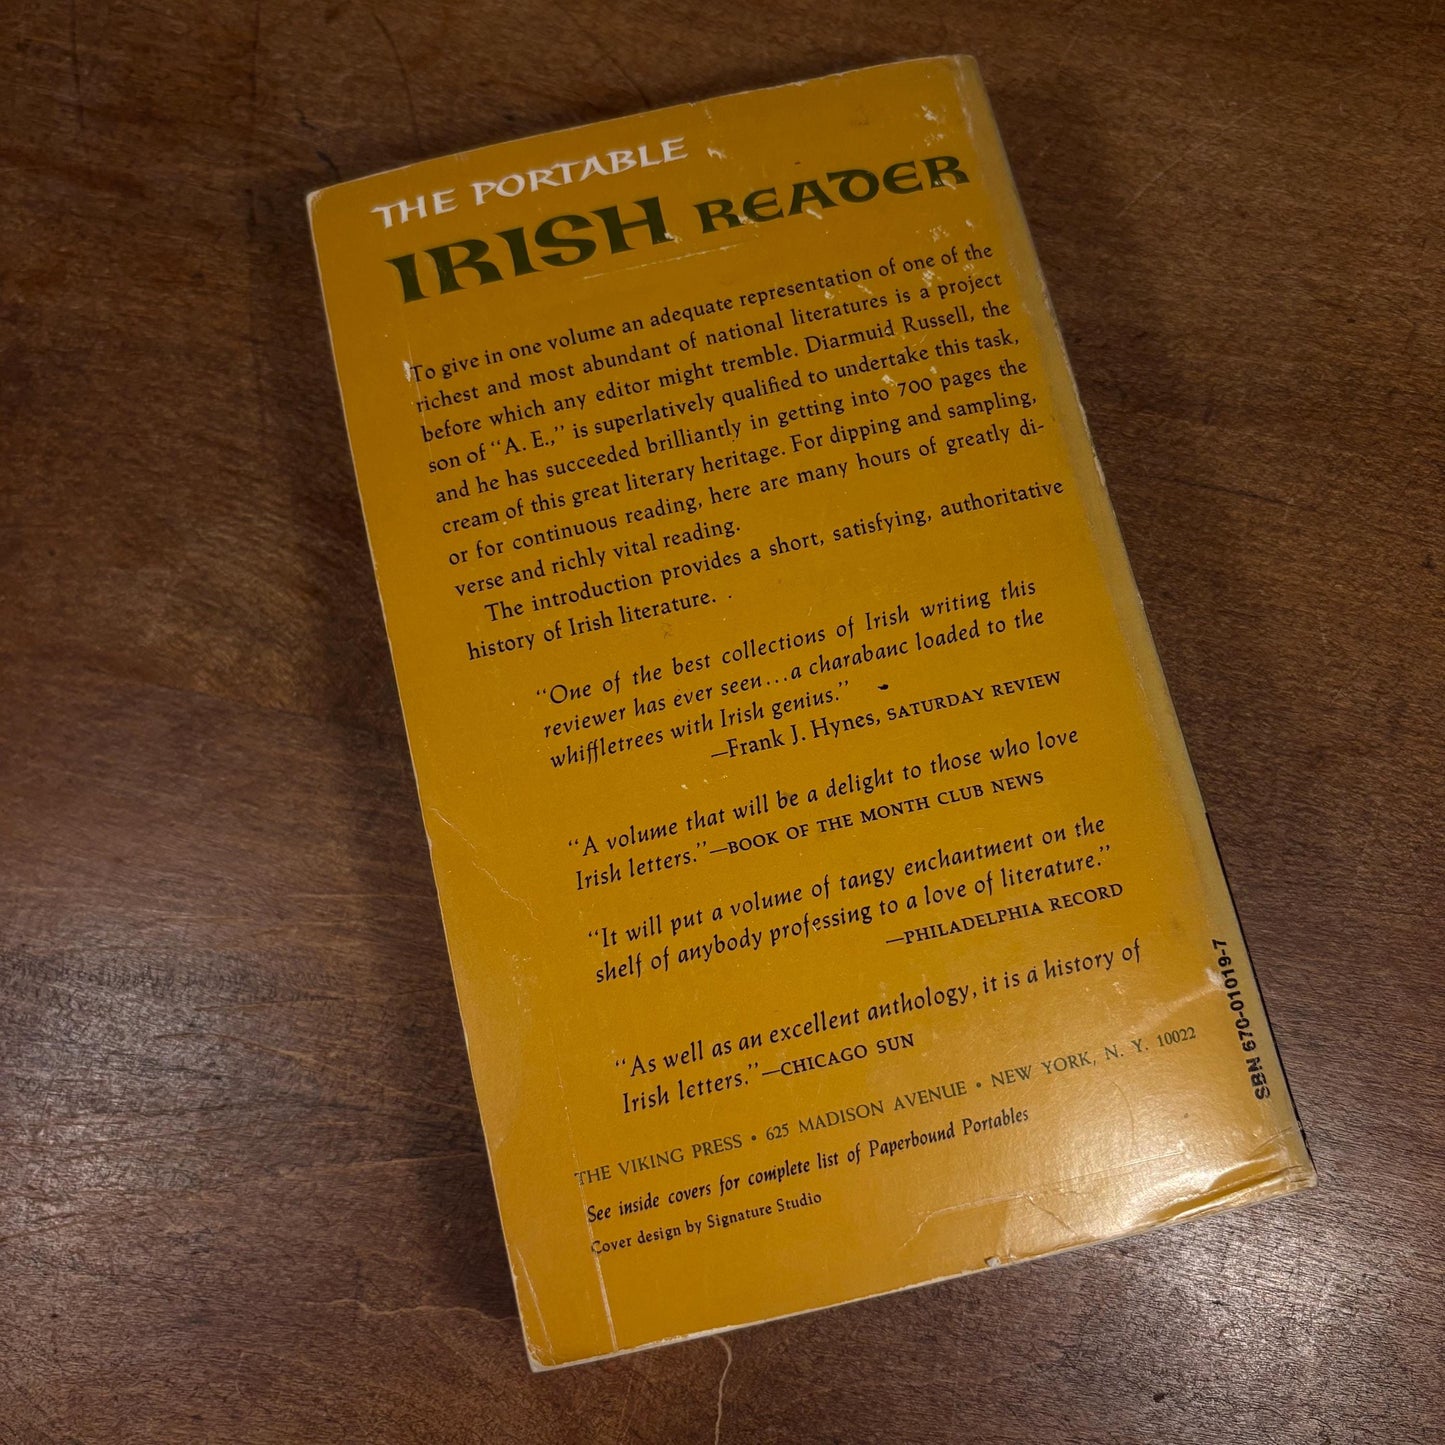 THE PORTABLE
IRISH READER
To give in one volume an adequate representation of one of the
richest and most abundant of national literatures is a project
before which any editor might tremble. Diarmuid Russell, the
son of “A. E.,” is superlatively qualified to undertake this task,
and he has succeeded brilliantly in getting into 700 pages the
cream of this great literary heritage. For dipping and sampling,
or for continuous reading, here are many hours of greatly di-
verse and richly vital reading.
The introduction provides a short, satisfying, authoritative
history of Irish literature.
“One of the best collections of Irish writing this
reviewer has ever seen...a charabanc loaded to the
whiffletrees with Irish genius.”
—Frank J. Hynes, SATURDAY REVIEW
“A volume that will be a delight to those who love
Irish letters.”—BOOK OF THE MONTH CLUB NEWS
“It will put a volume of tangy enchantment on the
shelf of anybody professing to a love of literature.”
—PHILADELPHIA RECORD
“As well as an excellent anthology, it is a history of
Irish letters.”—CHICAGO SUN
THE VIKING PRESS • 625 MADISON AVENUE • NEW YORK, N. Y. 10022
See inside covers for complete list of Paperbound Portables
Cover design by Signature Studio
SBN 670-01019-7